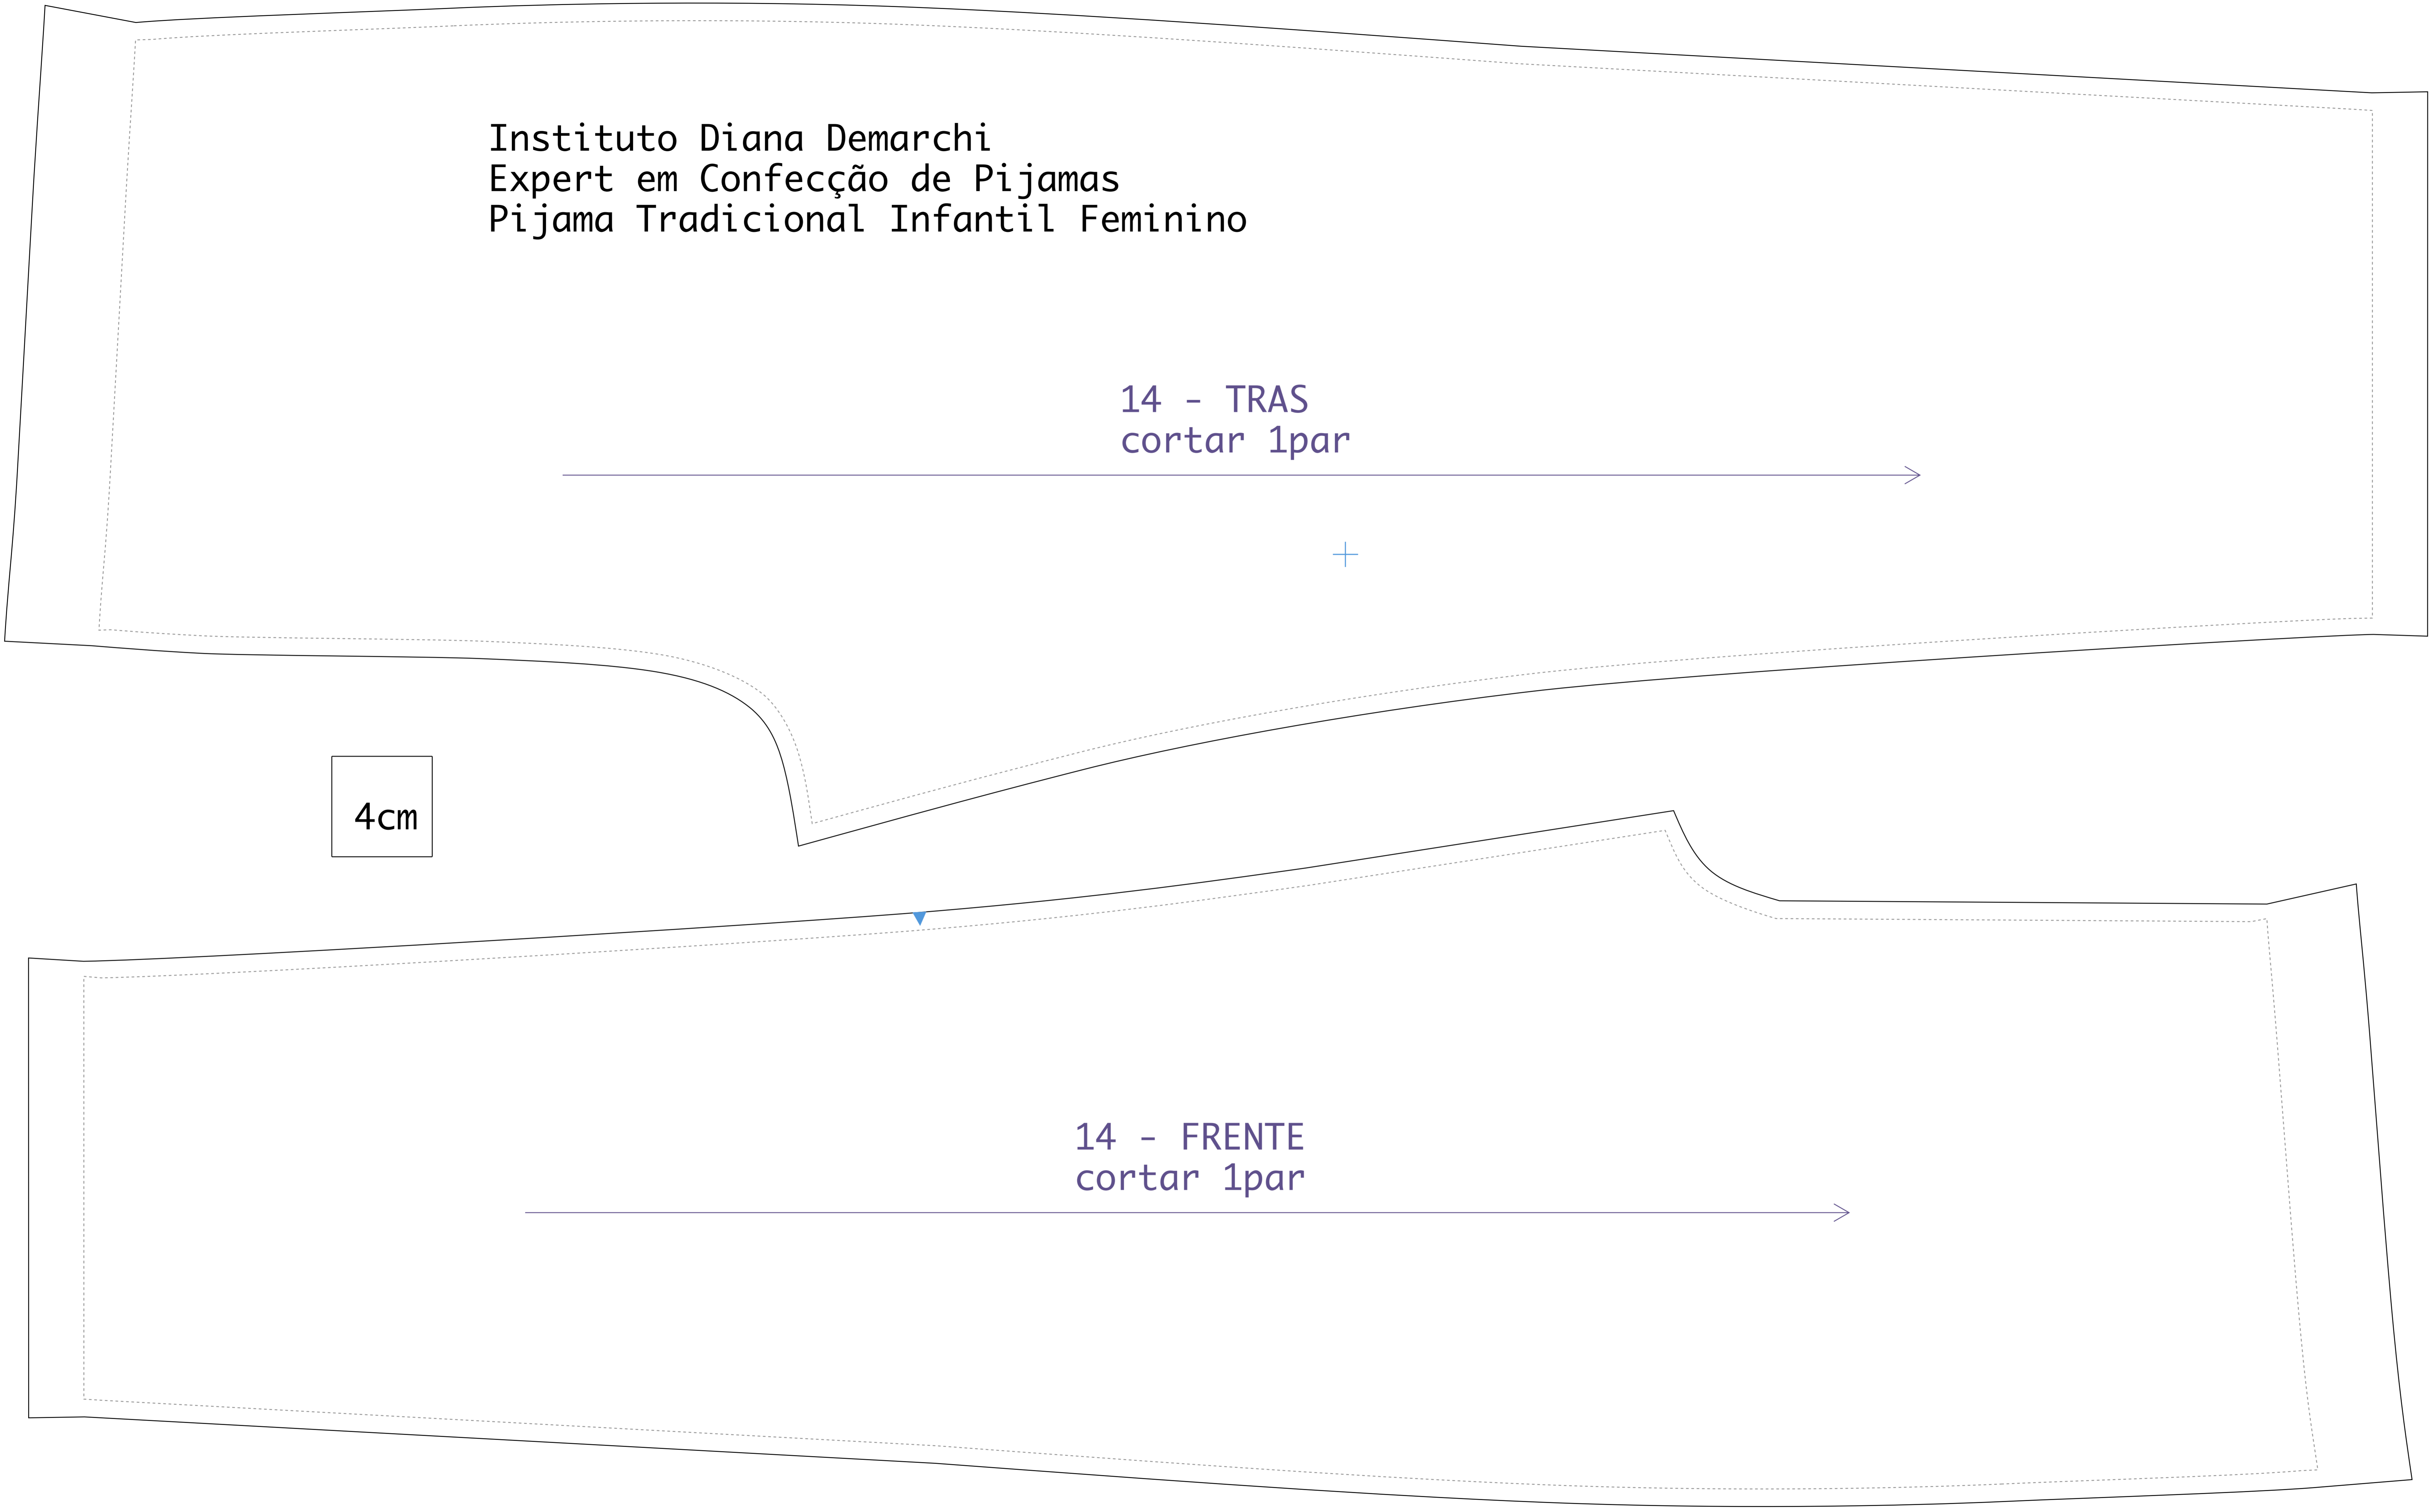 Instituto Diana Demarchi
Expert em Confecção de Pijamas
Pijama Tradicional Infantil Feminino
14 - TRAS
cortar 1par
4cm
14 - FRENTE
cortar 1par